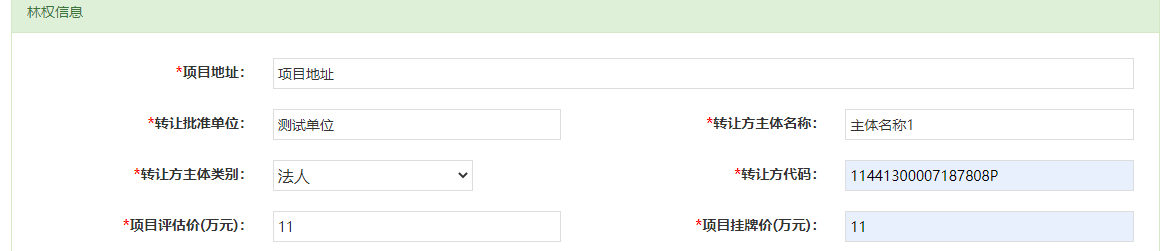 林权信息
*项目地址： 项目地址
*转让批准单位： 测试单位 *转让方主体名称： 主体名称1
*转让方主体类别： 法人 *转让方代码： 11441300007187808P
*项目评估价(万元)： 11 *项目挂牌价(万元)： 11